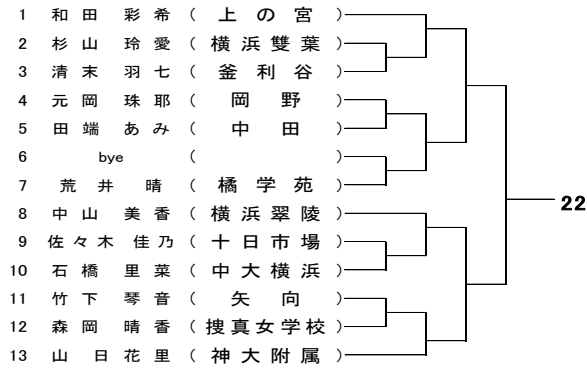 1 和田 彩希 ( 上の宮 )
2 杉山 玲愛 ( 横浜雙葉 )
3 清末 羽七 ( 釜利谷 )
4 元岡 珠耶 ( 岡野 )
5 田端 あみ ( 中田 )
6 bye ( )
7 荒井 晴 ( 橘学苑 )
8 中山 美香 ( 横浜翠陵 )
9 佐々木 佳乃 ( 十日市場 )
10 石橋 里菜 ( 中大横浜 )
11 竹下 琴音 ( 矢向 )
12 森岡 晴香 ( 捜真女学校 )
13 山 日花里 ( 神大附属 )
22